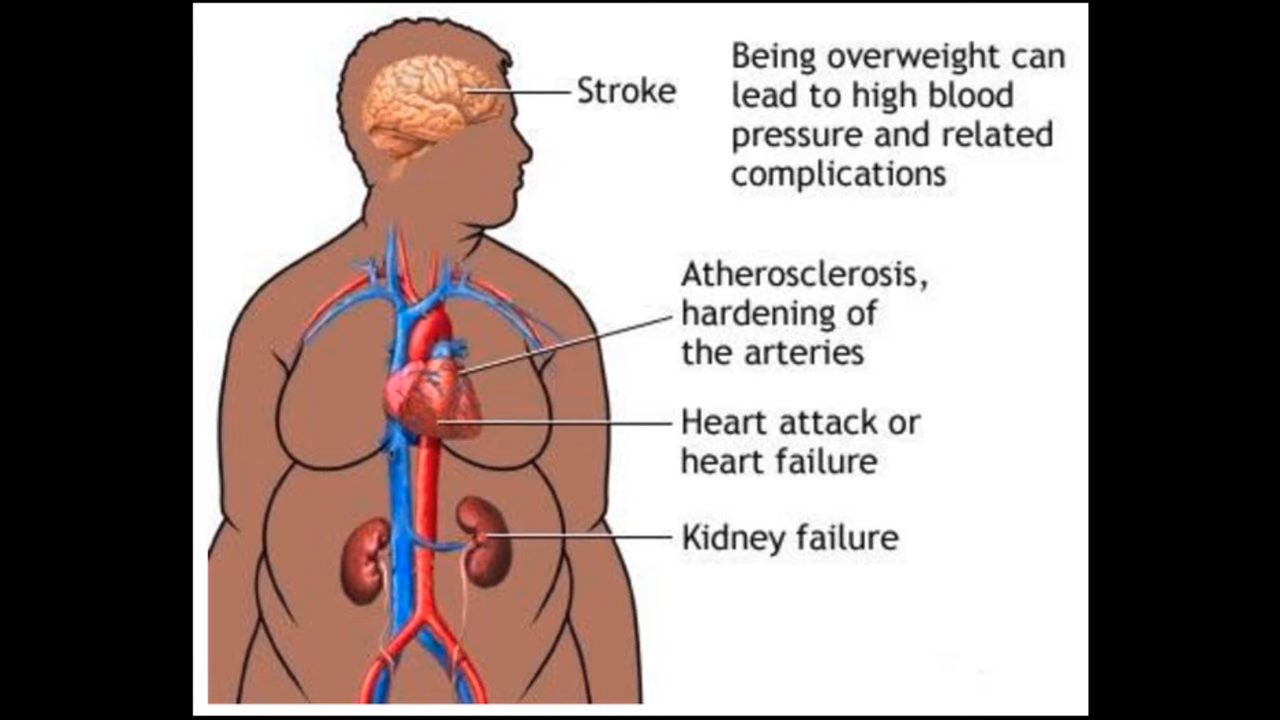 Being overweight can
lead to high blood
pressure and related
complications
Stroke
Atherosclerosis,
hardening of
the arteries
Heart attack or
heart failure
Kidney failure